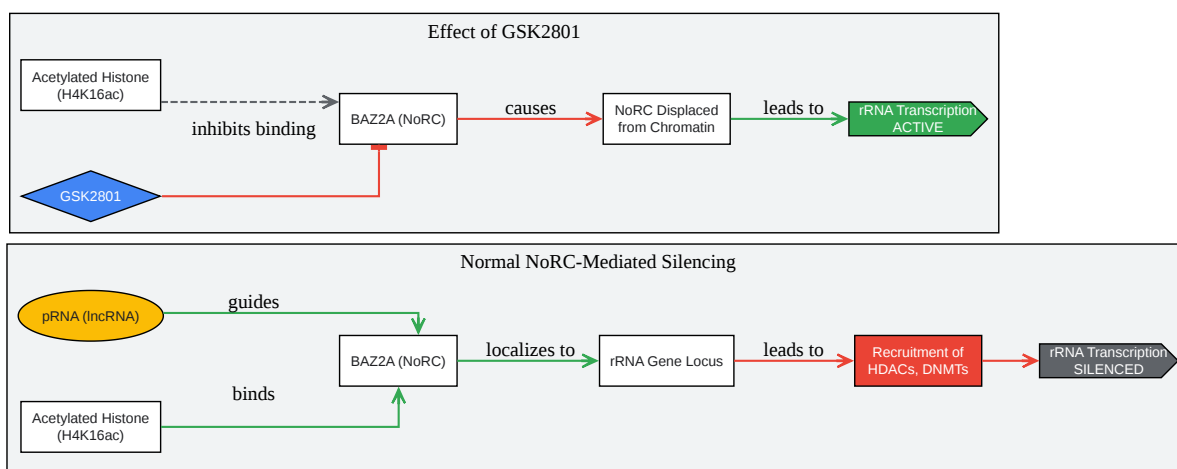 Effect of GSK2801
Acetylated Histone
(H4K16ac)
inhibits binding
BAZ2A (NoRC)
causes
NoRC Displaced
from Chromatin
leads to
rRNA Transcription
ACTIVE
GSK2801
Normal NoRC-Mediated Silencing
pRNA (lncRNA)
guides
BAZ2A (NoRC)
localizes to
rRNA Gene Locus
leads to
Recruitment of
HDACs, DNMTs
rRNA Transcription
SILENCED
binds
Acetylated Histone
(H4K16ac)